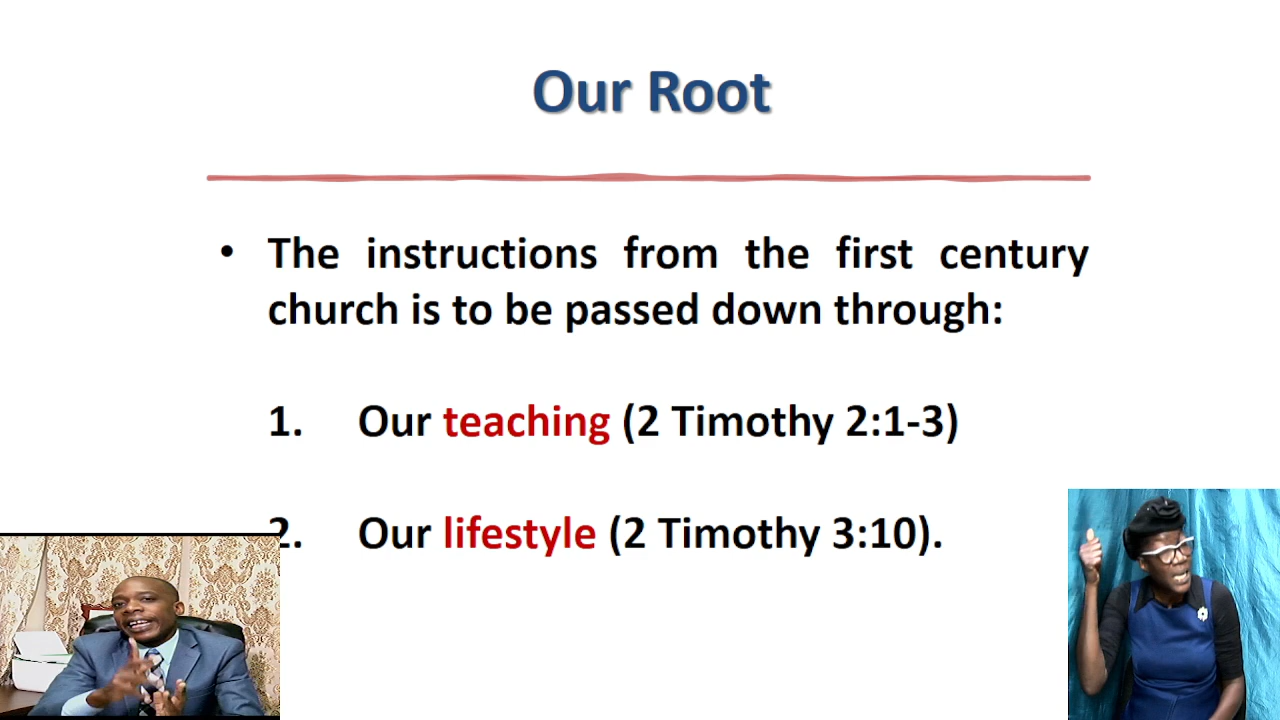 Our Root
• The instructions from the first century
church is to be passed down through:
1. Our teaching (2 Timothy 2:1-3)
2. Our lifestyle (2 Timothy 3:10).